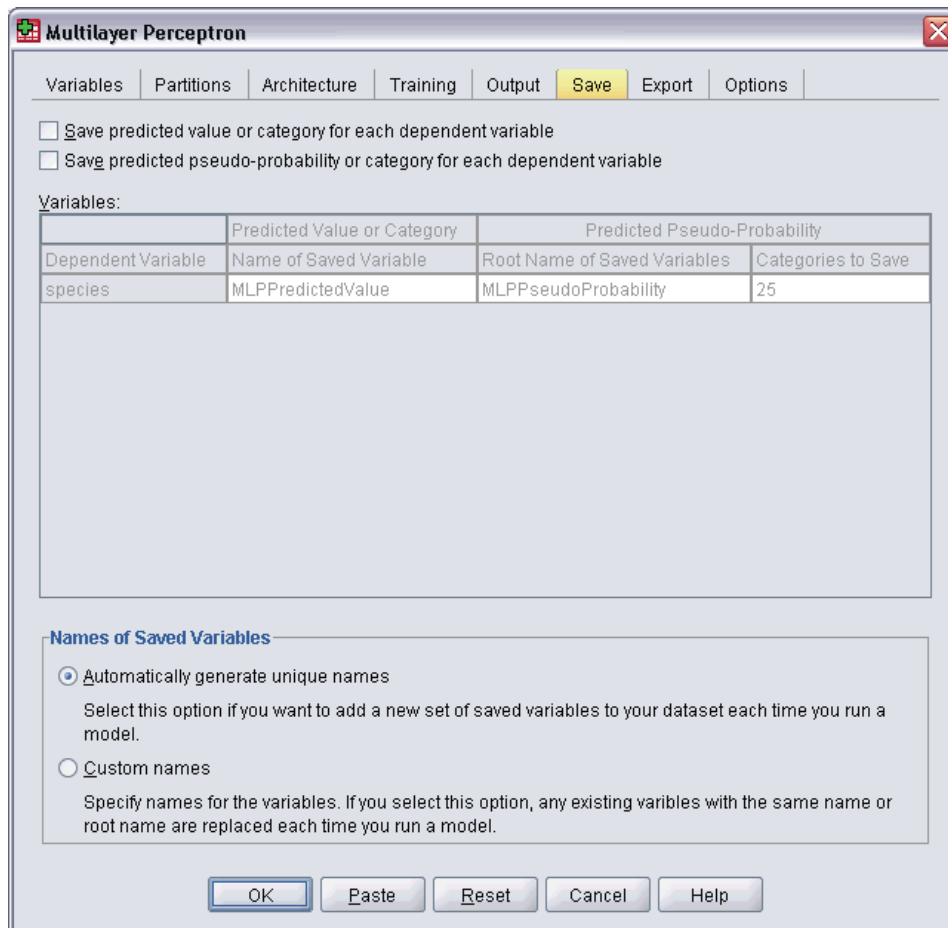 Multilayer Perceptron
Variables Partitions Architecture Training Output Save Export Options
Save predicted value or category for each dependent variable
Save predicted pseudo-probability or category for each dependent variable
Variables:
Predicted Value or Category Predicted Pseudo-Probability
Dependent Variable Name of Saved Variable Root Name of Saved Variables Categories to Save
species MLPPredictedValue MLPPseudoProbability 25
Names of Saved Variables
Automatically generate unique names
Select this option if you want to add a new set of saved variables to your dataset each time you run a
model.
Custom names
Specify names for the variables. If you select this option, any existing varibles with the same name or
root name are replaced each time you run a model.
OK Paste Reset Cancel Help